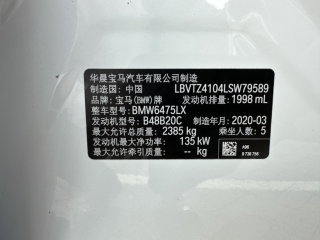 华晨宝马汽车有限公司制造
制造国：中国 LBVTZ4104LSW79589
品牌：宝马(BMW)牌 发动机排量：1998 mL
整车型号：BMW6475LX
发动机型号：B48B20C 制造年月：2020-03
最大允许总质量：2385 kg 乘坐人数：5
发动机最大净功率：135 kW
最大允许牵引质量：-- kg